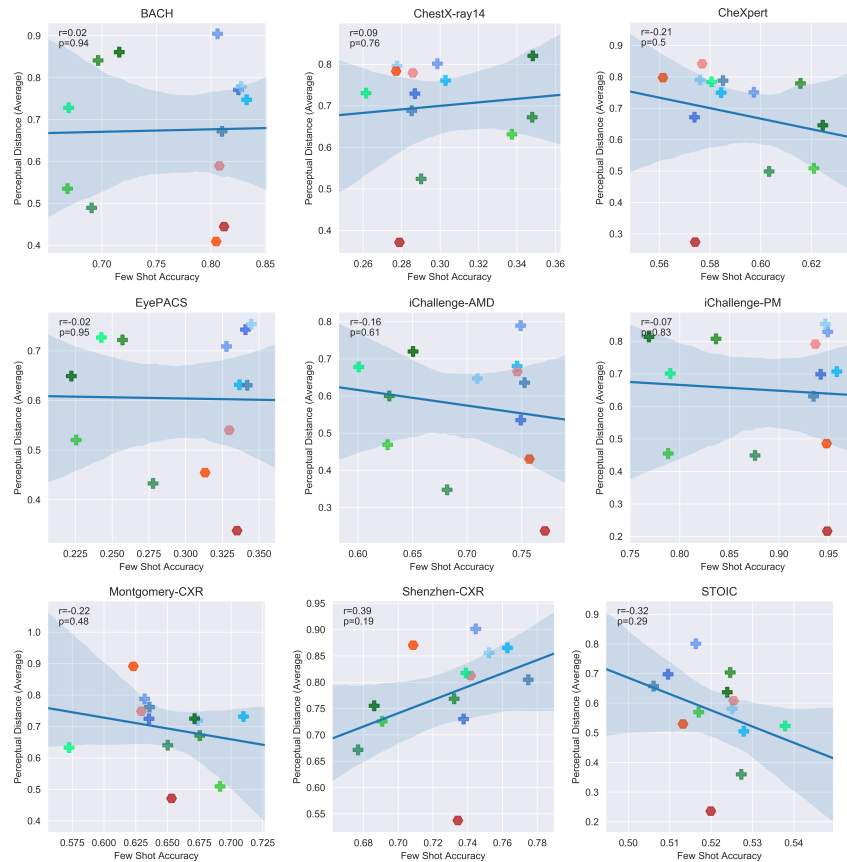 BACH
r=0.02
p=0.94
0.9
0.8
0.7
0.6
0.5
0.4
Perceptual Distance (Average)
0.70
0.75
0.80
0.85
Few Shot Accuracy
ChestX-ray14
r=0.09
p=0.76
0.9
0.8
0.7
0.6
0.5
0.4
Perceptual Distance (Average)
0.26
0.28
0.30
0.32
0.34
0.36
Few Shot Accuracy
CheXpert
r=-0.21
p=0.5
0.9
0.8
0.7
0.6
0.5
0.4
0.3
Perceptual Distance (Average)
0.56
0.58
0.60
0.62
Few Shot Accuracy
EyePACS
r=-0.02
p=0.95
0.7
0.6
0.5
0.4
Perceptual Distance (Average)
0.225
0.250
0.275
0.300
0.325
0.350
Few Shot Accuracy
iChallenge-AMD
r=-0.16
p=0.61
0.8
0.7
0.6
0.5
0.4
0.3
Perceptual Distance (Average)
0.60
0.65
0.70
0.75
Few Shot Accuracy
iChallenge-PM
r=-0.07
p=0.83
0.8
0.7
0.6
0.5
0.4
0.3
0.2
Perceptual Distance (Average)
0.75
0.80
0.85
0.90
0.95
Few Shot Accuracy
Montgomery-CXR
r=-0.22
p=0.48
1.0
0.9
0.8
0.7
0.6
0.5
0.4
Perceptual Distance (Average)
0.575
0.600
0.625
0.650
0.675
0.700
0.725
Few Shot Accuracy
Shenzhen-CXR
r=0.39
p=0.19
0.95
0.90
0.85
0.80
0.75
0.70
0.65
0.60
0.55
Perceptual Distance (Average)
0.68
0.70
0.72
0.74
0.76
0.78
Few Shot Accuracy
STOIC
r=-0.32
p=0.29
0.9
0.8
0.7
0.6
0.5
0.4
0.3
0.2
Perceptual Distance (Average)
0.50
0.51
0.52
0.53
0.54
Few Shot Accuracy